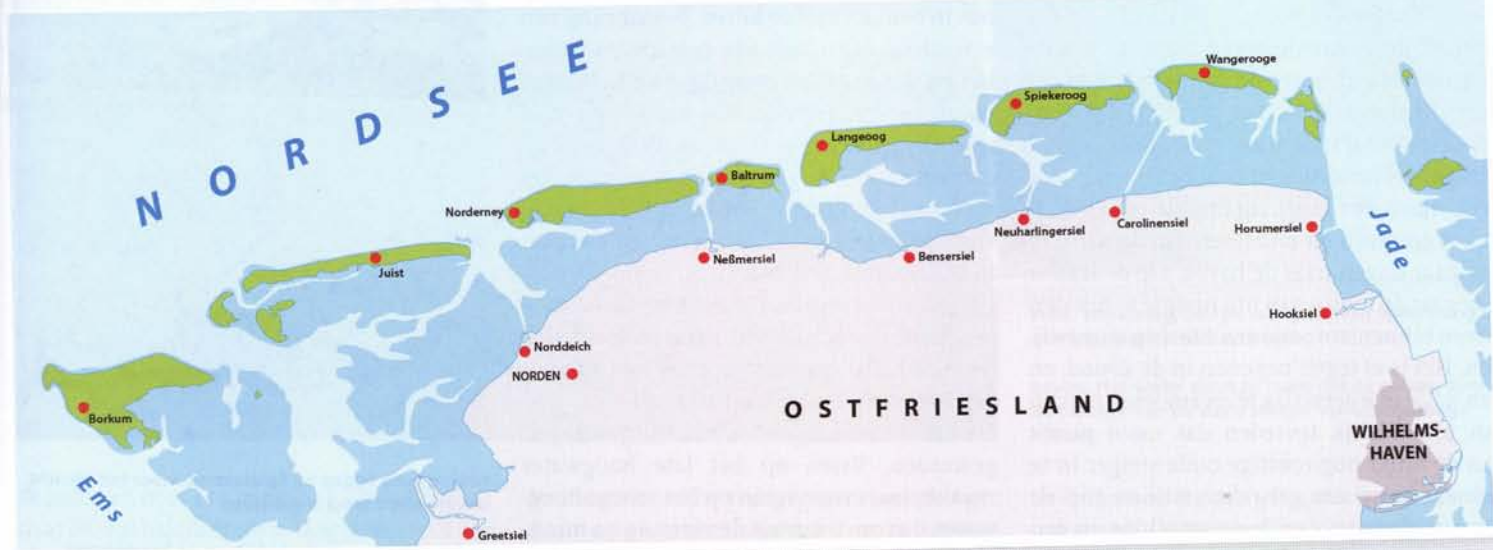 NORDSEE
Wangerooge
Spiekeroog
Langeoog
Baltrum
Norderney
Juist
Borkum
Ems
Jade
Neßmersiel
Bensersiel
Neuharlingersiel
Carolinensiel
Horumersiel
Hooksiel
Norddeich
NORDEN
OSTFRIESLAND
WILHELMS-
HAVEN
Greetsiel